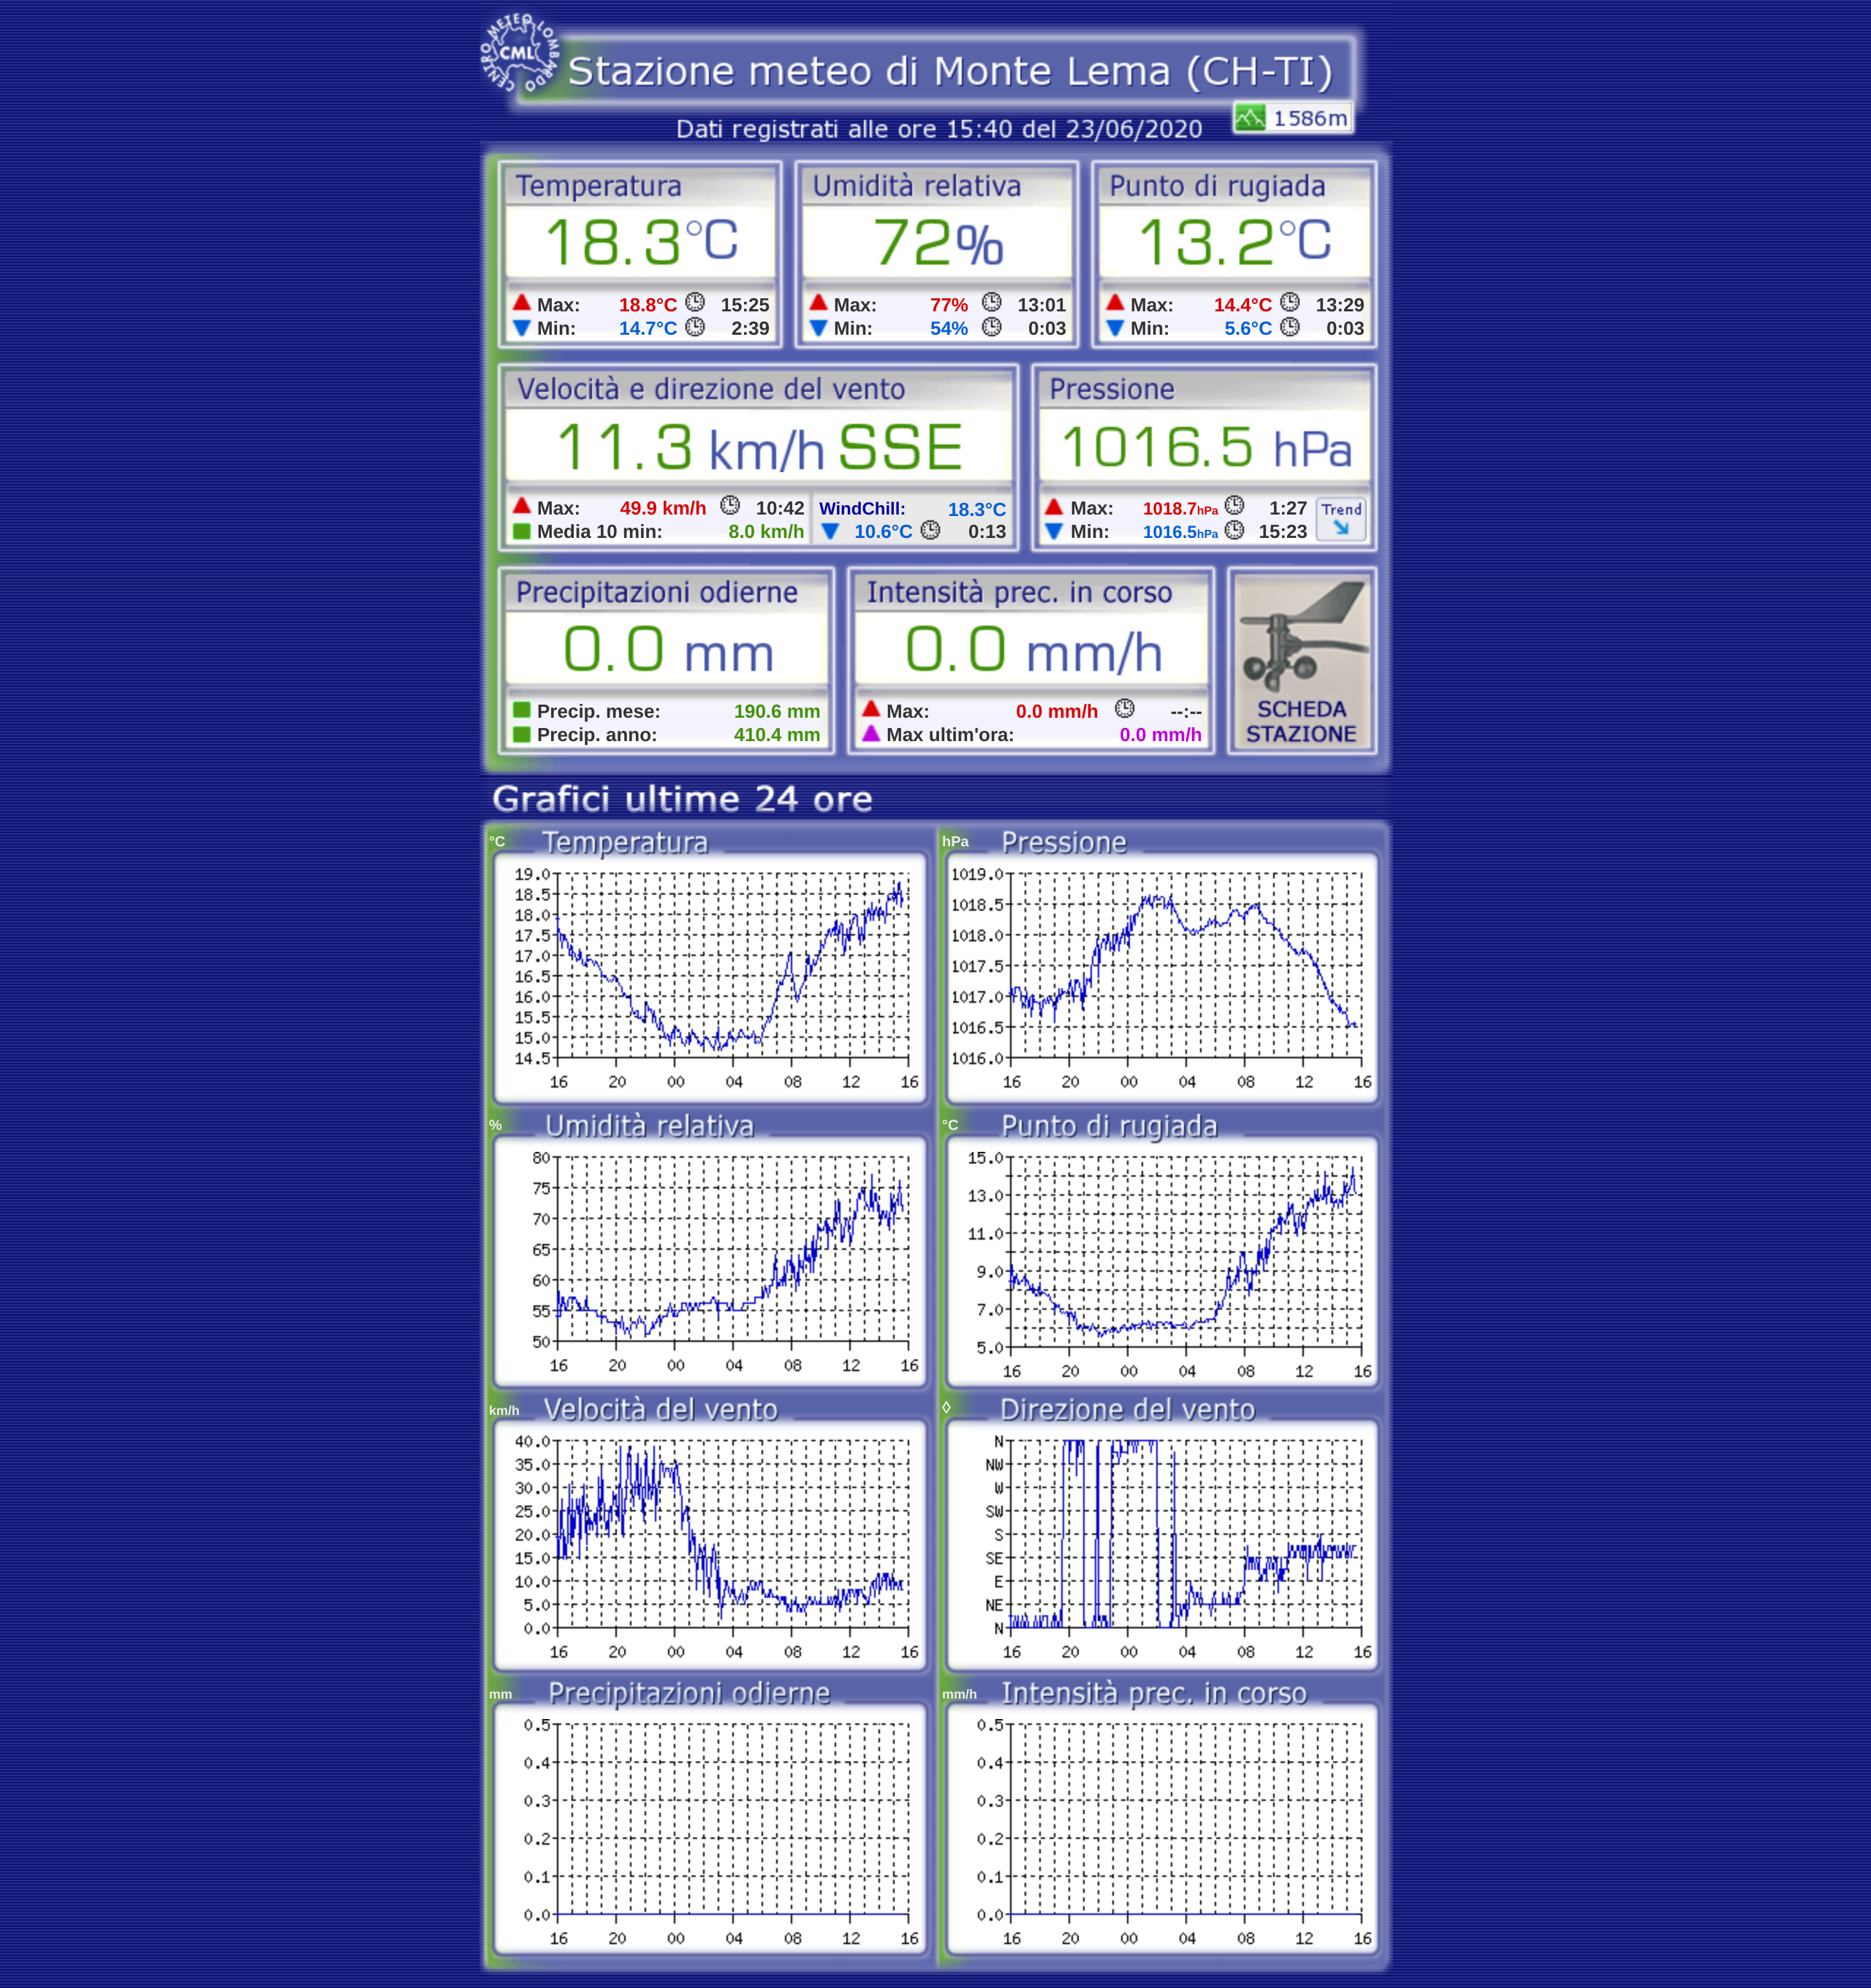 CENTRO METEO LOMBARDO
CML
Stazione meteo di Monte Lema (CH-TI)
1586m
Dati registrati alle ore 15:40 del 23/06/2020
Temperatura
18.3°C
Max: 18.8°C 15:25
Min: 14.7°C 2:39
Umidità relativa
72%
Max: 77% 13:01
Min: 54% 0:03
Punto di rugiada
13.2°C
Max: 14.4°C 13:29
Min: 5.6°C 0:03
Velocità e direzione del vento
11.3 km/h SSE
Max: 49.9 km/h 10:42
Media 10 min: 8.0 km/h
WindChill: 18.3°C
10.6°C 0:13
Pressione
1016.5 hPa
Max: 1018.7hPa 1:27
Min: 1016.5hPa 15:23
Trend
Precipitazioni odierne
0.0 mm
Precip. mese: 190.6 mm
Precip. anno: 410.4 mm
Intensità prec. in corso
0.0 mm/h
Max: 0.0 mm/h --:--
Max ultim'ora: 0.0 mm/h
SCHEDA
STAZIONE
Grafici ultime 24 ore
°C Temperatura
19.0
18.5
18.0
17.5
17.0
16.5
16.0
15.5
15.0
14.5
16 20 00 04 08 12 16
hPa Pressione
1019.0
1018.5
1018.0
1017.5
1017.0
1016.5
1016.0
16 20 00 04 08 12 16
% Umidità relativa
80
75
70
65
60
55
50
16 20 00 04 08 12 16
°C Punto di rugiada
15.0
13.0
11.0
9.0
7.0
5.0
16 20 00 04 08 12 16
km/h Velocità del vento
40.0
35.0
30.0
25.0
20.0
15.0
10.0
5.0
0.0
16 20 00 04 08 12 16
◊ Direzione del vento
N
NW
W
SW
S
SE
E
NE
N
16 20 00 04 08 12 16
mm Precipitazioni odierne
0.5
0.4
0.3
0.2
0.1
0.0
16 20 00 04 08 12 16
mm/h Intensità prec. in corso
0.5
0.4
0.3
0.2
0.1
0.0
16 20 00 04 08 12 16